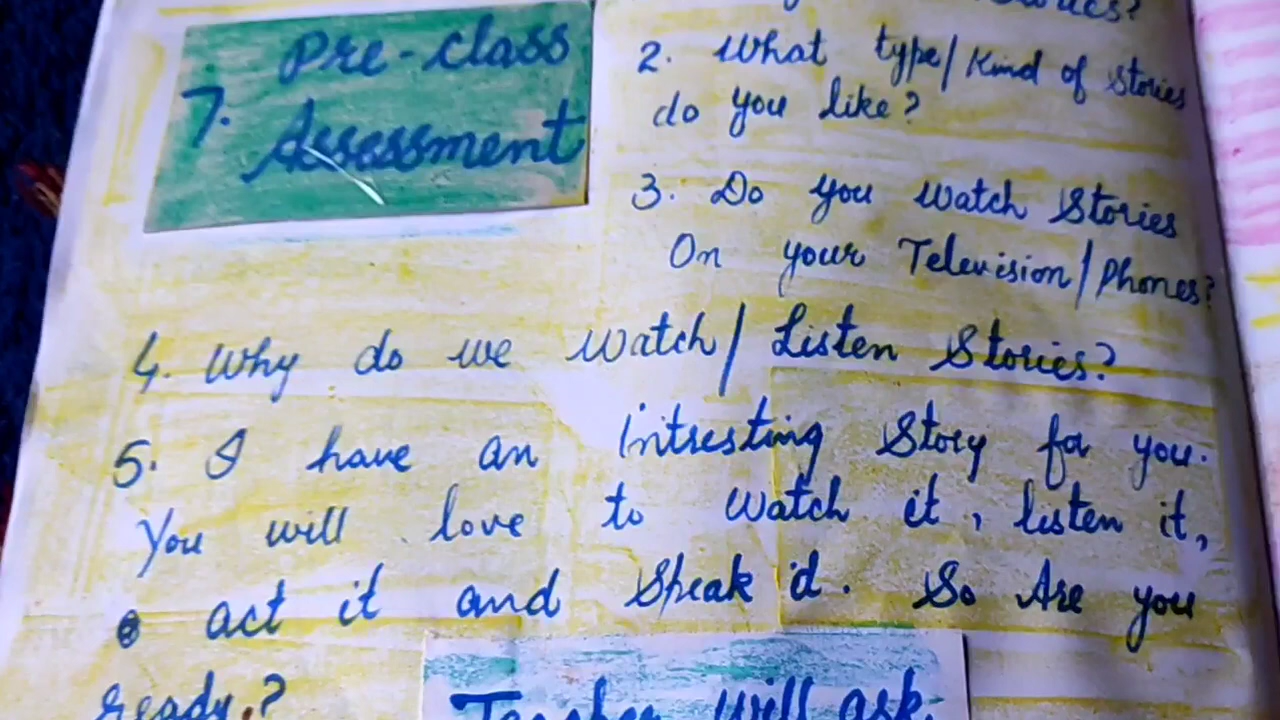 7. Pre-class
Assessment
2. What type/Kind of Stories
do you like?
3. Do you watch Stories
On your Television/Phones?
4. Why do we watch/Listen Stories?
5. I have an Intresting Story for you.
You will love to watch it, listen it,
act it and Speak it. So Are you
ready?
Teacher will ask